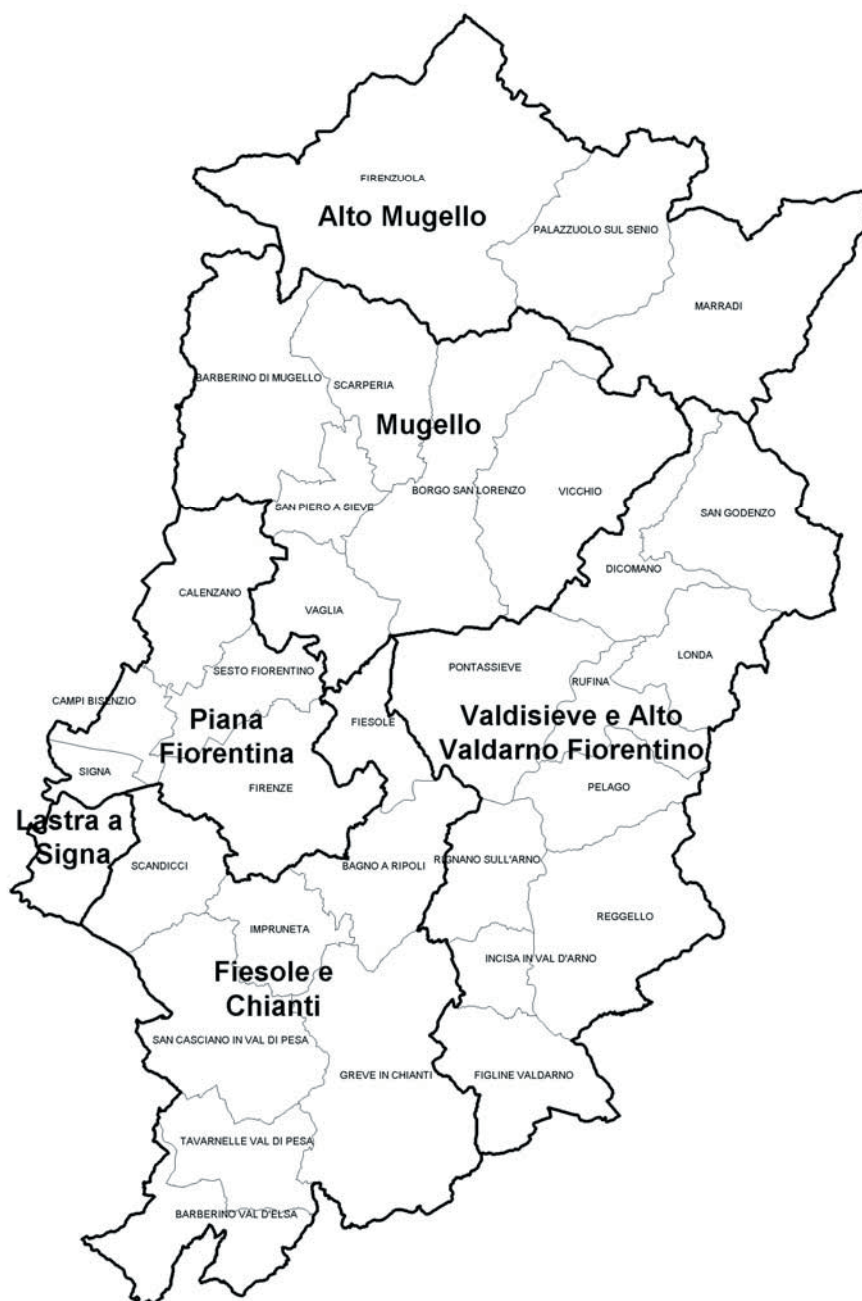 FIRENZUOLA
Alto Mugello
PALAZZUOLO SUL SENIO
MARRADI
BARBERINO DI MUGELLO
SCARPERIA
Mugello
BORGO SAN LORENZO
VICCHIO
SAN PIERO A SIEVE
SAN GODENZO
DICOMANO
CALENZANO
VAGLIA
LONDA
SESTO FIORENTINO
PONTASSIEVE
RUFINA
CAMPI BISENZIO
Piana
Fiorentina
FIESOLE
Valdisieve e Alto
Valdarno Fiorentino
SIGNA
FIRENZE
PELAGO
Lastra a
Signa
SCANDICCI
BAGNO A RIPOLI
RIGNANO SULL'ARNO
REGGELLO
IMPRUNETA
INCISA IN VAL D'ARNO
Fiesole e
Chianti
SAN CASCIANO IN VAL DI PESA
GREVE IN CHIANTI
FIGLINE VALDARNO
TAVARNELLE VAL DI PESA
BARBERINO VAL D'ELSA